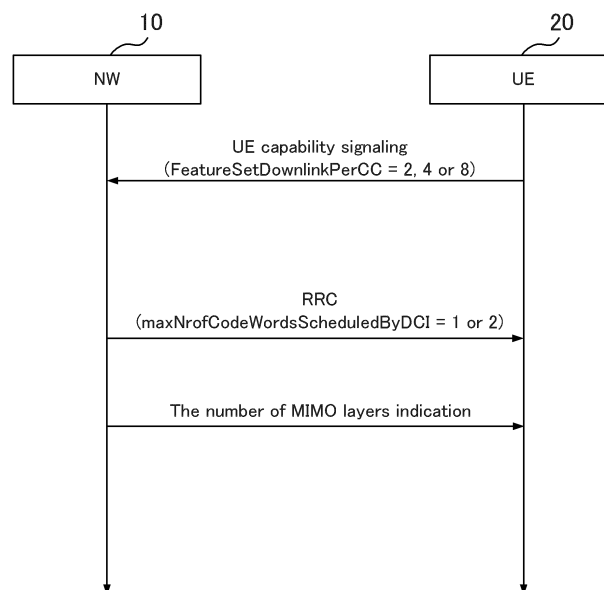 10
20
NW
UE
UE capability signaling
(FeatureSetDownlinkPerCC = 2, 4 or 8)
RRC
(maxNrofCodeWordsScheduledByDCI = 1 or 2)
The number of MIMO layers indication